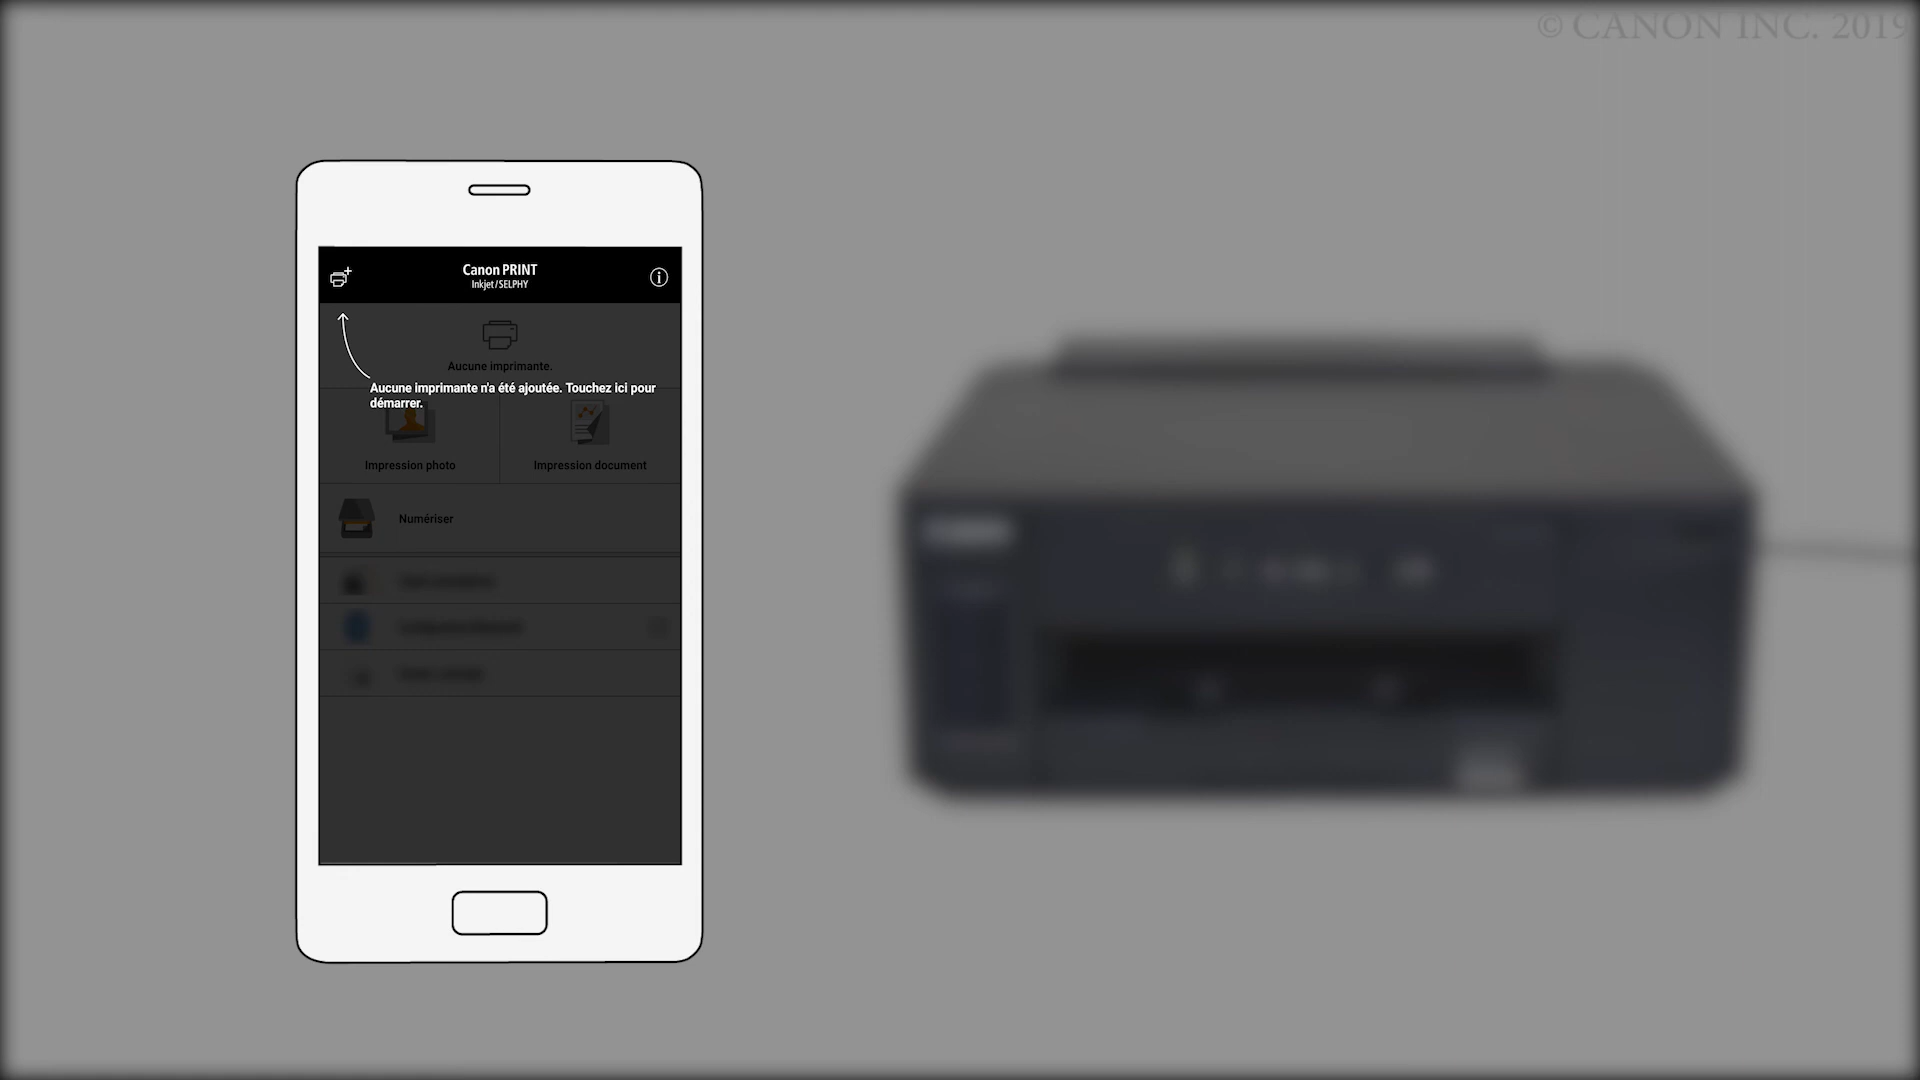 © CANON INC. 2019
Canon PRINT
Inkjet/SELPHY
Aucune imprimante.
Aucune imprimante n'a été ajoutée. Touchez ici pour
démarrer.
Impression photo
Impression document
Numériser